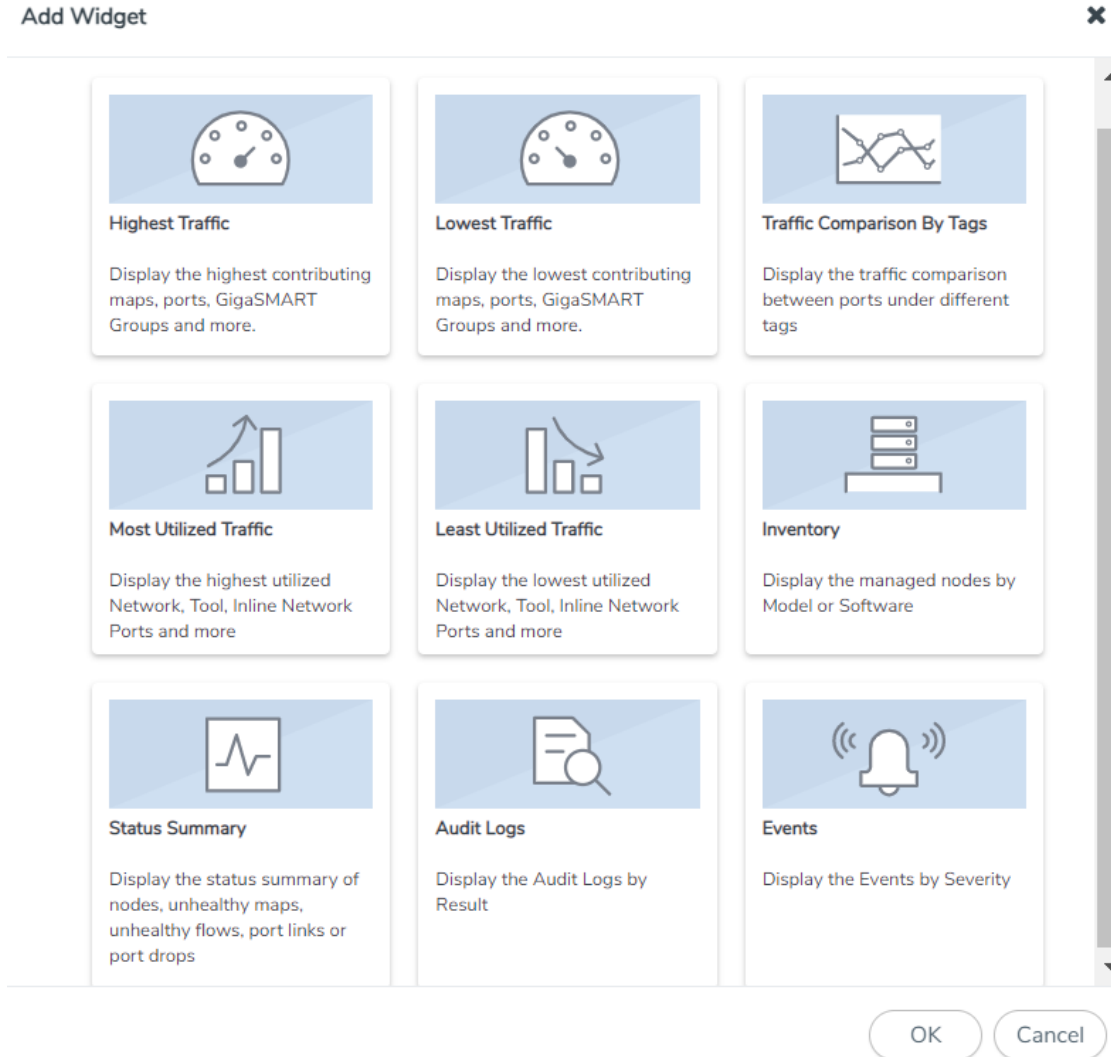 Add Widget
Highest Traffic
Display the highest contributing
maps, ports, GigaSMART
Groups and more.
Lowest Traffic
Display the lowest contributing
maps, ports, GigaSMART
Groups and more.
Traffic Comparison By Tags
Display the traffic comparison
between ports under different
tags
Most Utilized Traffic
Display the highest utilized
Network, Tool, Inline Network
Ports and more
Least Utilized Traffic
Display the lowest utilized
Network, Tool, Inline Network
Ports and more
Inventory
Display the managed nodes by
Model or Software
Status Summary
Display the status summary of
nodes, unhealthy maps,
unhealthy flows, port links or
port drops
Audit Logs
Display the Audit Logs by
Result
Events
Display the Events by Severity
OK
Cancel